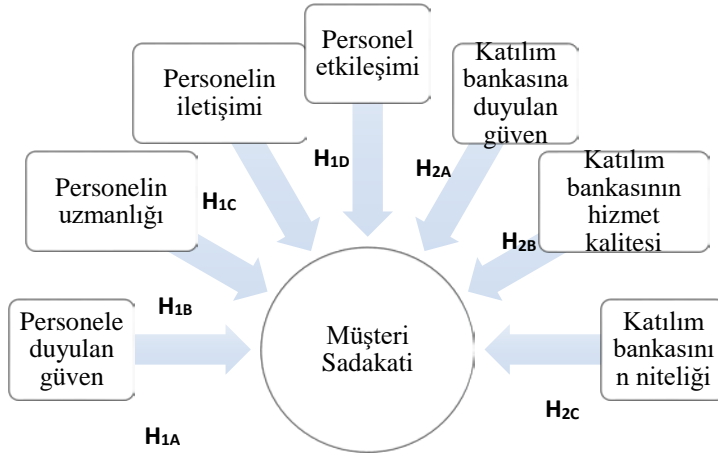 Personel
etkileşimi
Personelin
iletişimi
Katılım
bankasına
duyulan
güven
H1D
H2A
Personelin
uzmanlığı
H1C
Katılım
bankasının
hizmet
kalitesi
H2B
Personele
duyulan
güven
H1B
Müşteri
Sadakati
Katılım
bankasını
n niteliği
H1A
H2C